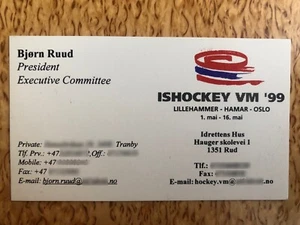 Bjørn Ruud
President
Executive Committee
ISHOCKEY VM '99
LILLEHAMMER - HAMAR - OSLO
1. mai - 16. mai
Idrettens Hus
Hauger skolevei 1
1351 Rud
Private: Tranby
Tlf. Prv.: +47 ,Off.:
Mobile: +47
Fax: +47
E-mail: bjorn.ruud@ .no
Tlf.:
Fax:
E-mail: hockey.vm@ .no